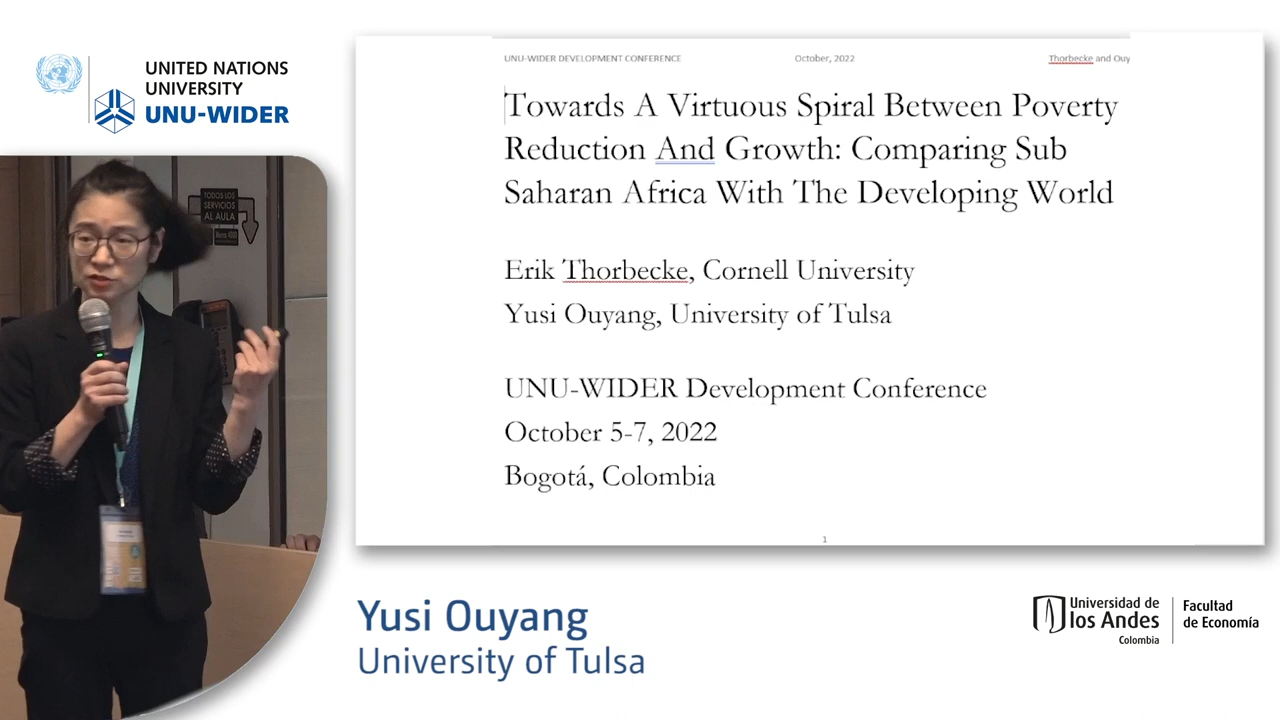 UNITED NATIONS
UNIVERSITY
UNU-WIDER
TODOS LOS
SERVICIOS
AL AULA
UNU-WIDER DEVELOPMENT CONFERENCE
October, 2022
Thorbecke and Ouy
Towards A Virtuous Spiral Between Poverty
Reduction And Growth: Comparing Sub
Saharan Africa With The Developing World
Erik Thorbecke, Cornell University
Yusi Ouyang, University of Tulsa
UNU-WIDER Development Conference
October 5-7, 2022
Bogotá, Colombia
1
Yusi Ouyang
University of Tulsa
Universidad de
los Andes
Colombia
Facultad
de Economía